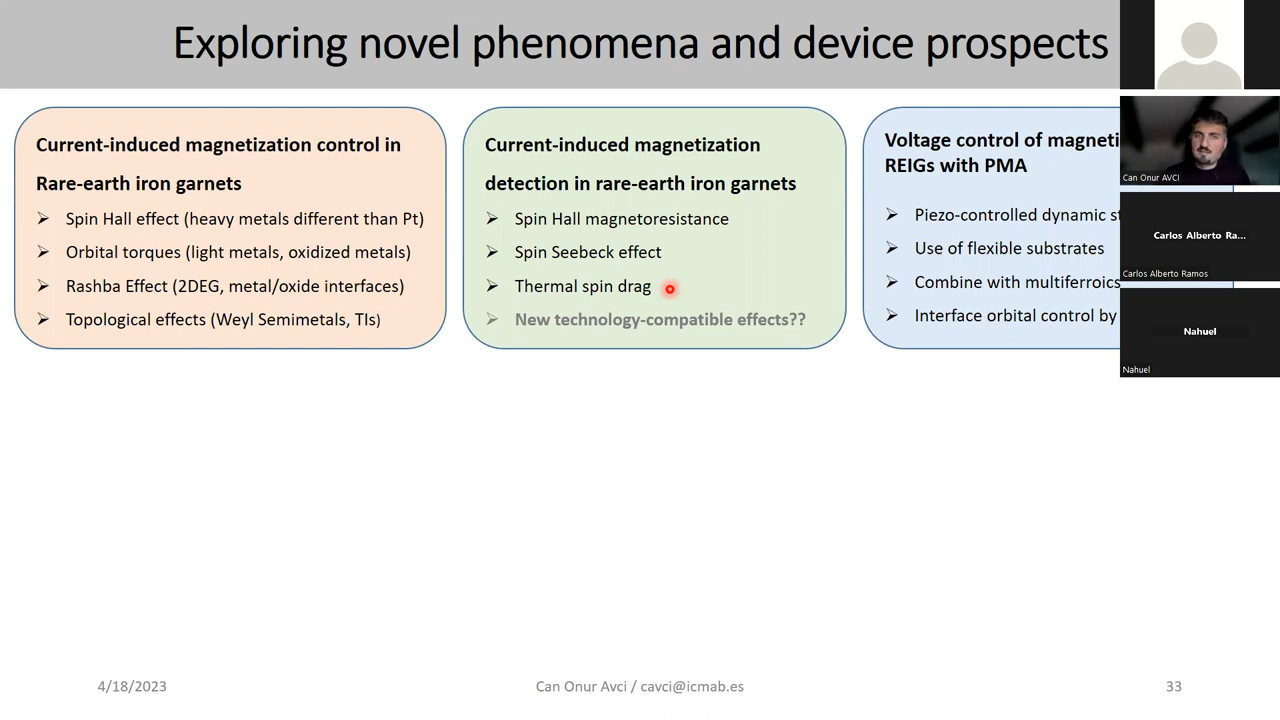 Exploring novel phenomena and device prospects
Current-induced magnetization control in
Rare-earth iron garnets
Spin Hall effect (heavy metals different than Pt)
Orbital torques (light metals, oxidized metals)
Rashba Effect (2DEG, metal/oxide interfaces)
Topological effects (Weyl Semimetals, TIs)
Current-induced magnetization
detection in rare-earth iron garnets
Spin Hall magnetoresistance
Spin Seebeck effect
Thermal spin drag
New technology-compatible effects??
Voltage control of magneti
REIGs with PMA
Piezo-controlled dynamic st
Use of flexible substrates
Combine with multiferroics
Interface orbital control by
Can Onur AVCI
Carlos Alberto Ra...
Carlos Alberto Ramos
Nahuel
Nahuel
4/18/2023
Can Onur Avci / cavci@icmab.es
33